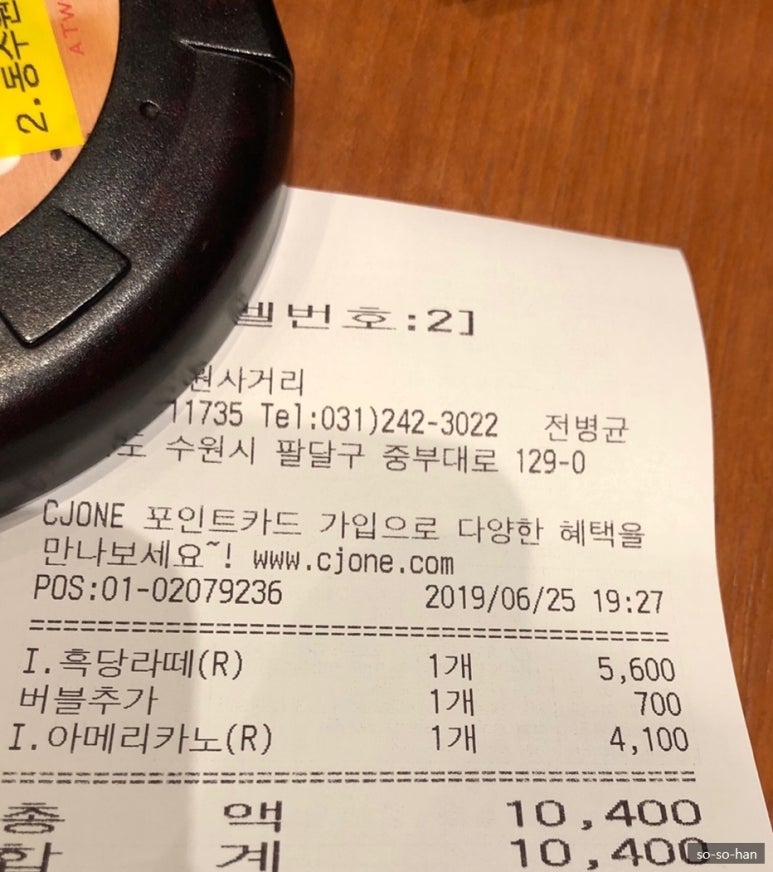 2.동수원
ATW
벨번호:2]
원사거리
11735 Tel:031)242-3022 전병균
도 수원시 팔달구 중부대로 129-0
CJONE 포인트카드 가입으로 다양한 혜택을
만나보세요~! www.cjone.com
POS:01-02079236 2019/06/25 19:27
I.흑당라떼(R) 1개 5,600
버블추가 1개 700
I.아메리카노(R) 1개 4,100
총 액 10,400
합 계 10,400
so-so-han